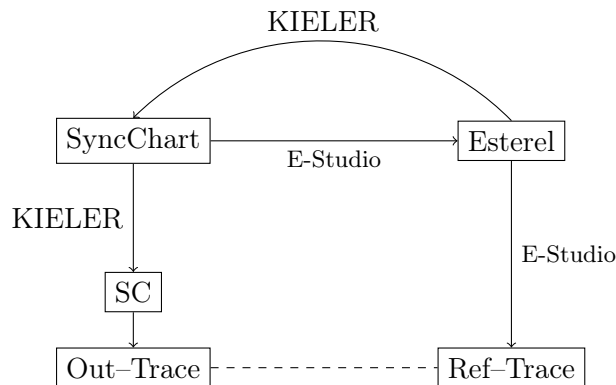 KIELER
SyncChart
Esterel
E-Studio
KIELER
E-Studio
SC
Out–Trace
Ref–Trace